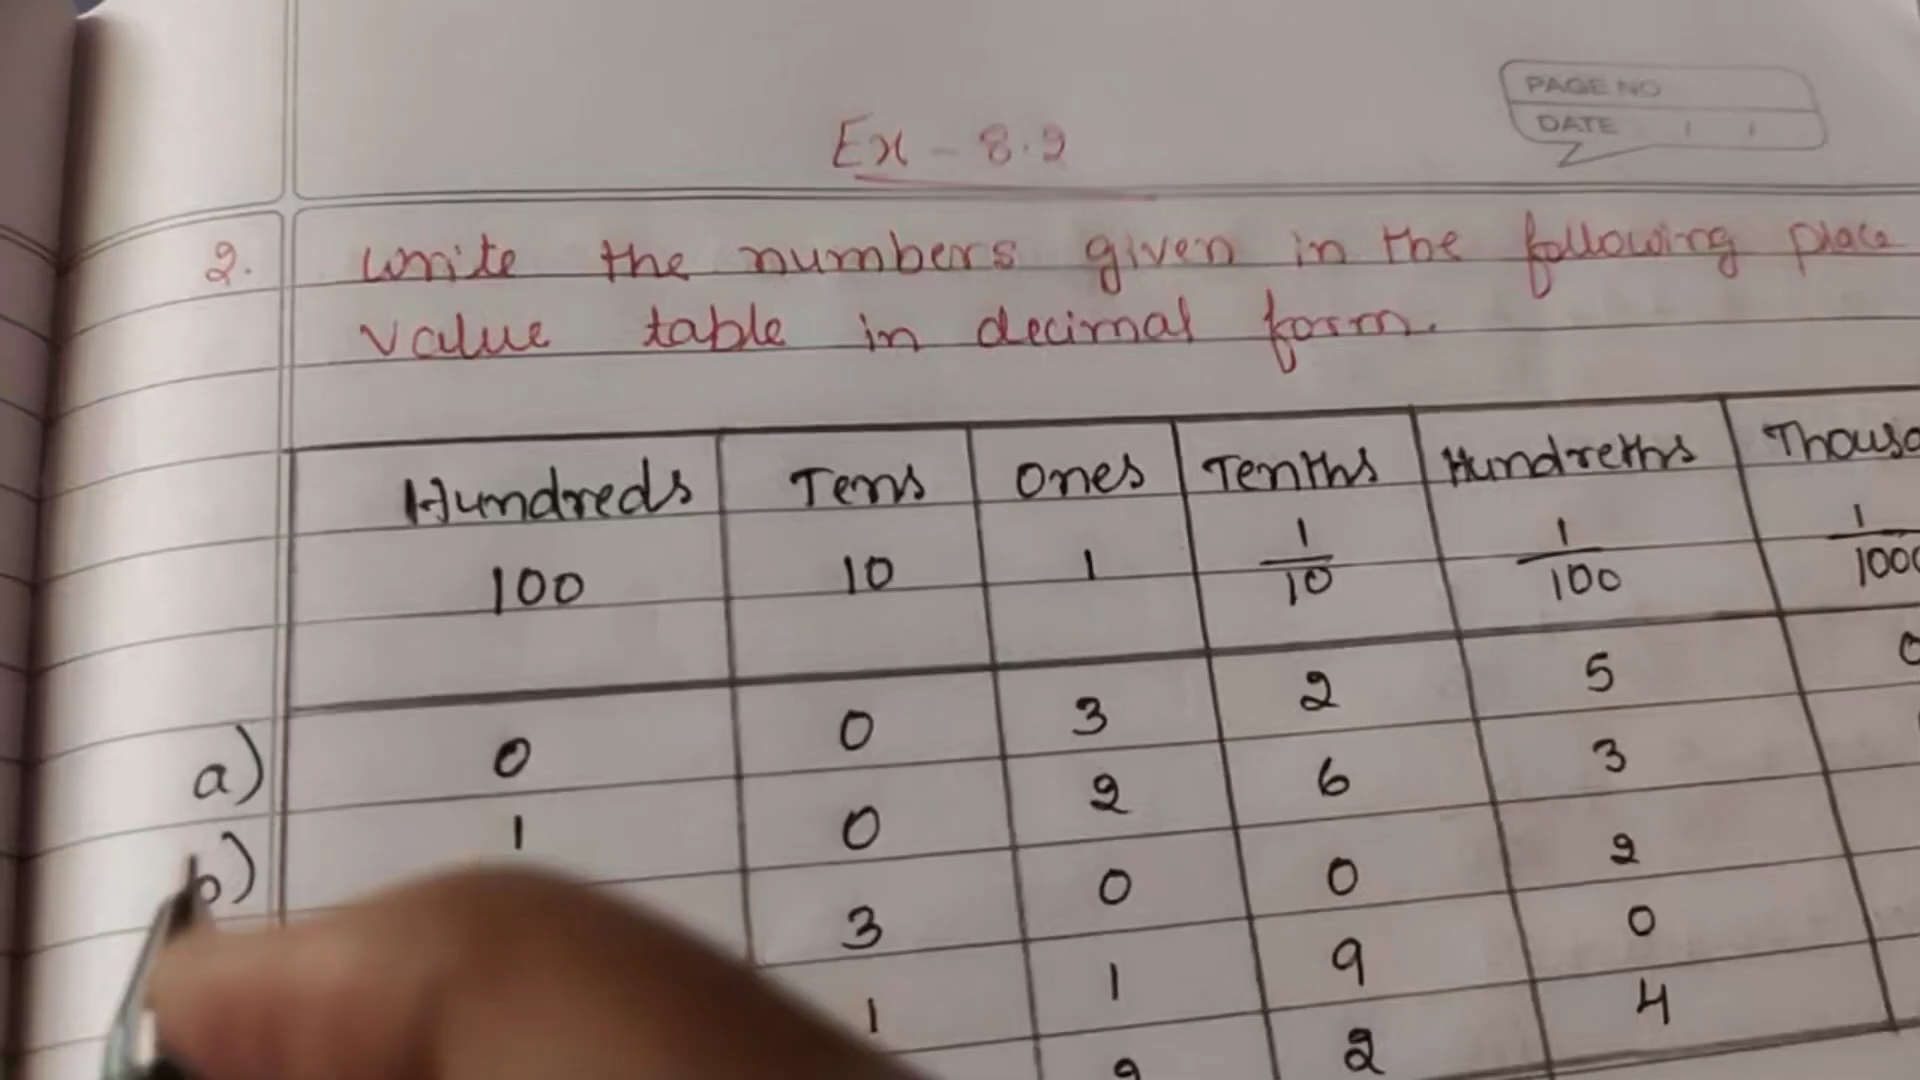 PAGE NO
DATE / /
Ex - 8.2
2. Write the numbers given in the following place
value table in decimal form.
Hundreds Tens Ones Tenths Hundreths
100 10 1 1/10 1/100
a) 0 0 3 2 5
b) 1 0 2 6 3
3 0 0 2
1 1 9 0
2 4